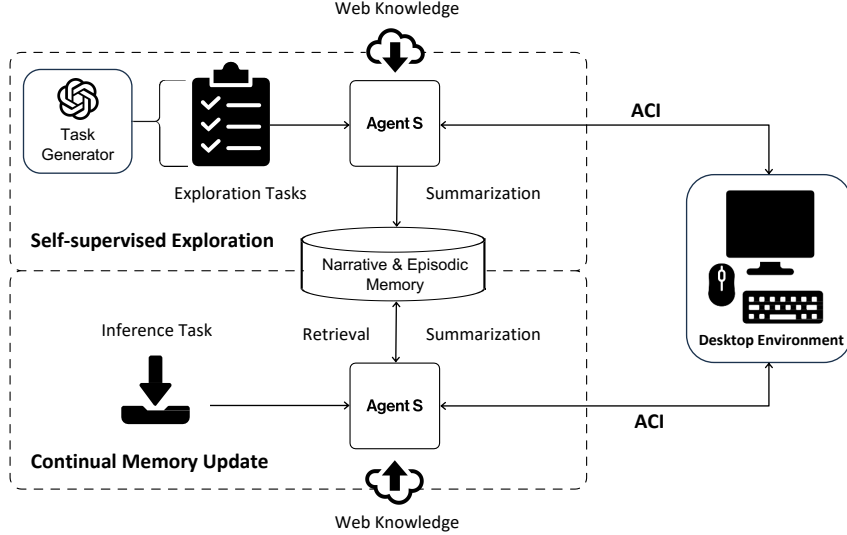 Web Knowledge
Task
Generator
Agent S
ACI
Exploration Tasks
Summarization
Self-supervised Exploration
Narrative & Episodic
Memory
Inference Task
Retrieval
Summarization
Desktop Environment
Agent S
ACI
Continual Memory Update
Web Knowledge